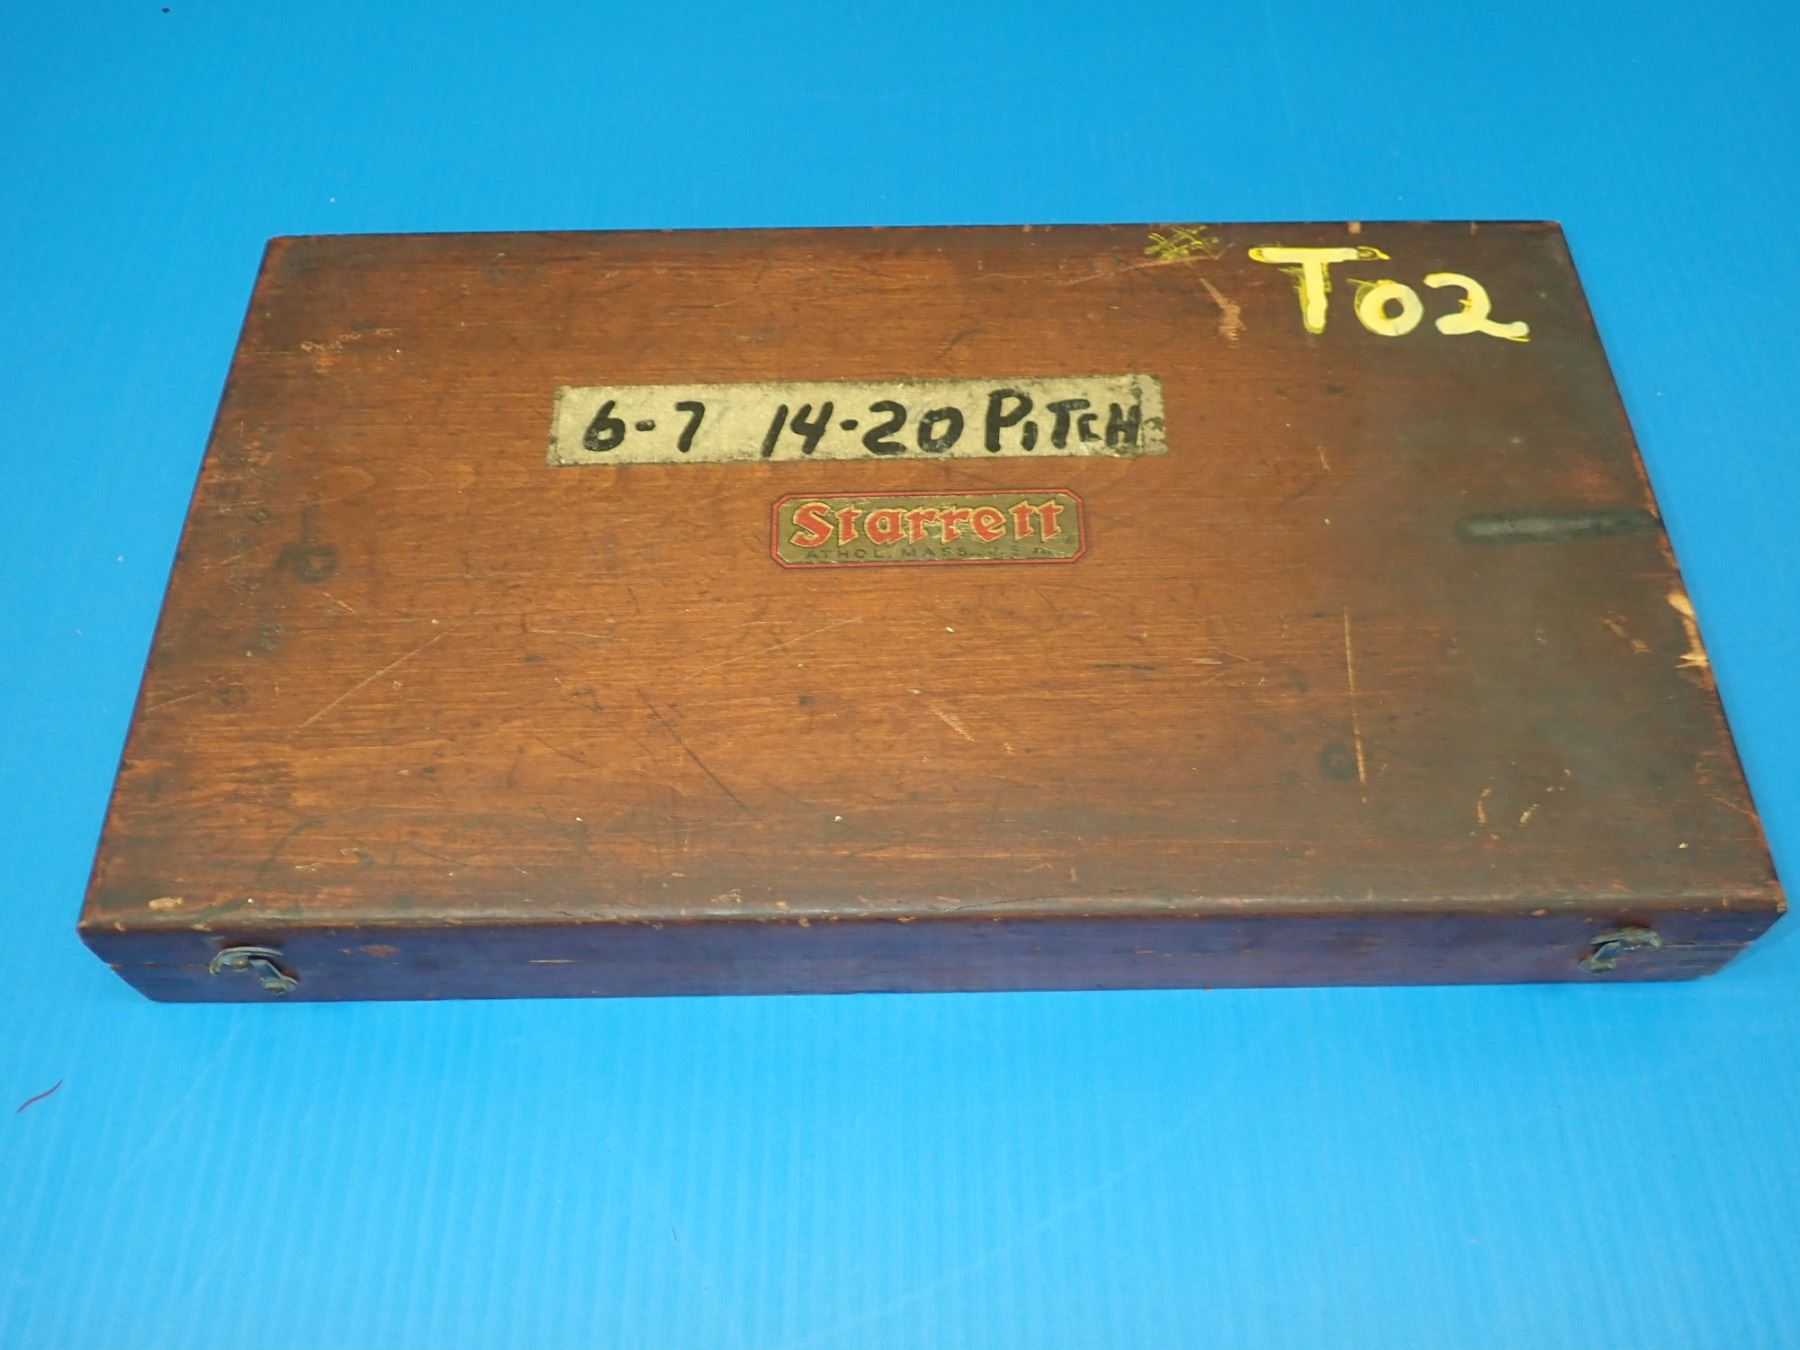 T02
6-7 14-20 PITCH
Starrett
ATHOL, MASS., U.S.A.